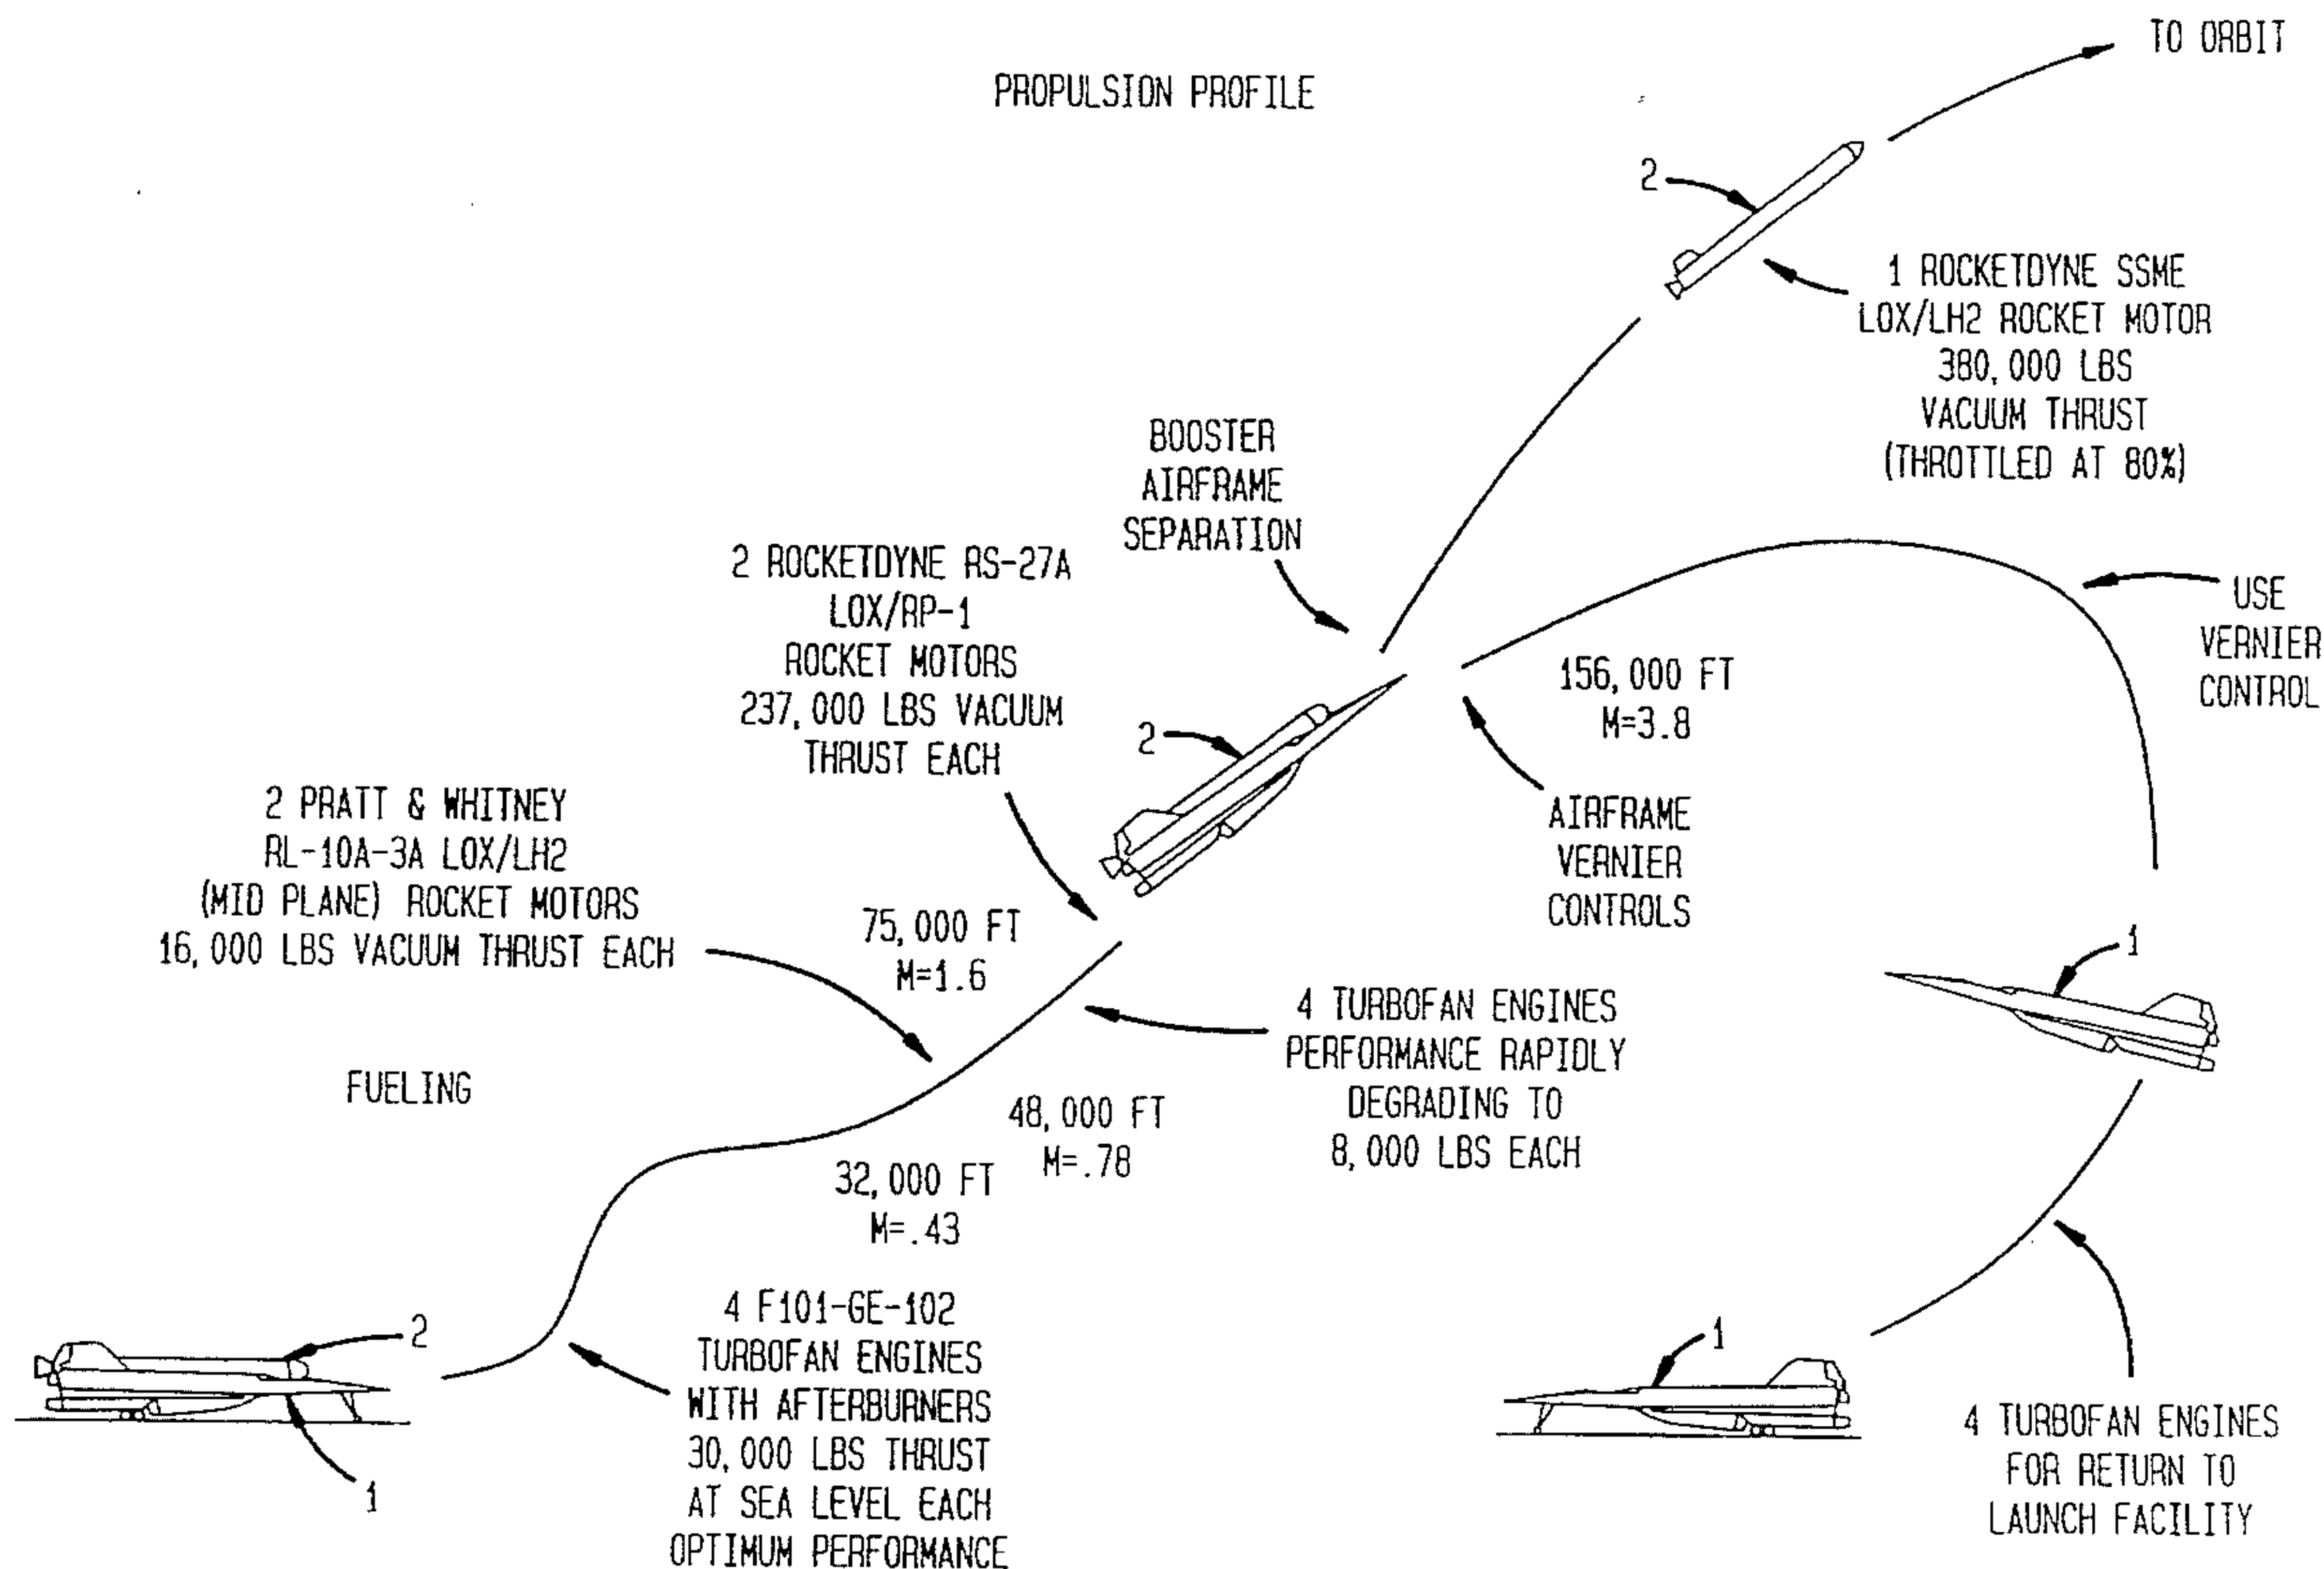 TO ORBIT
PROPULSION PROFILE
2
1 ROCKETDYNE SSME
LOX/LH2 ROCKET MOTOR
380,000 LBS
VACUUM THRUST
(THROTTLED AT 80%)
BOOSTER
AIRFRAME
SEPARATION
2 ROCKETDYNE RS-27A
LOX/RP-1
ROCKET MOTORS
237,000 LBS VACUUM
THRUST EACH
USE
VERNIER
CONTROL
156,000 FT
M=3.8
2
AIRFRAME
VERNIER
CONTROLS
2 PRATT & WHITNEY
RL-10A-3A LOX/LH2
(MID PLANE) ROCKET MOTORS
16,000 LBS VACUUM THRUST EACH
75,000 FT
M=1.6
1
4 TURBOFAN ENGINES
PERFORMANCE RAPIDLY
DEGRADING TO
8,000 LBS EACH
FUELING
48,000 FT
M=.78
32,000 FT
M=.43
4 F101-GE-102
TURBOFAN ENGINES
WITH AFTERBURNERS
30,000 LBS THRUST
AT SEA LEVEL EACH
OPTIMUM PERFORMANCE
2
1
1
4 TURBOFAN ENGINES
FOR RETURN TO
LAUNCH FACILITY